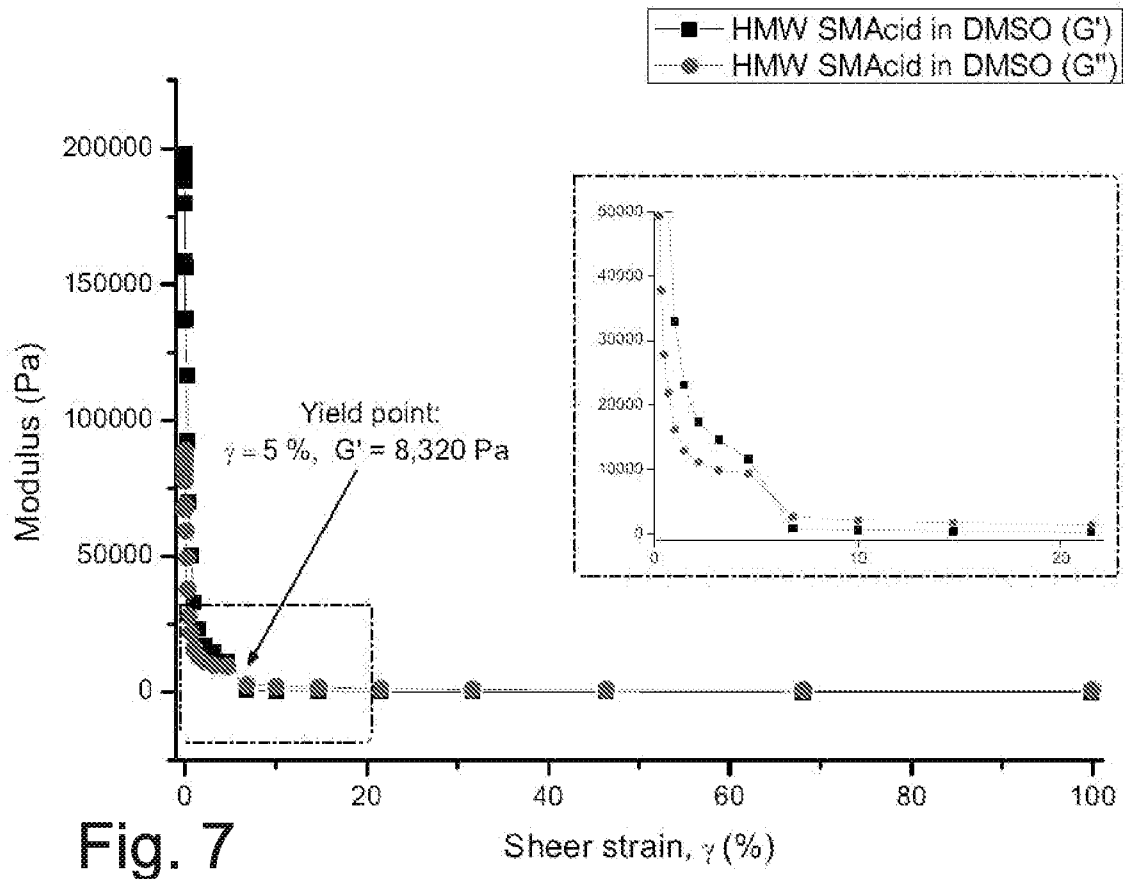 HMW SMAcid in DMSO (G')
HMW SMAcid in DMSO (G'')
200000
150000
100000
50000
0
Modulus (Pa)
Yield point:
γ = 5 %, G' = 8,320 Pa
50000
40000
30000
20000
10000
0
0 10 20
0 20 40 60 80 100
Sheer strain, γ (%)
Fig. 7